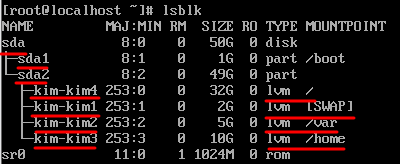 [root@localhost ~]# lsblk
NAME MAJ:MIN RM SIZE RO TYPE MOUNTPOINT
sda 8:0 0 50G 0 disk
├─sda1 8:1 0 1G 0 part /boot
└─sda2 8:2 0 49G 0 part
├─kim-kim4 253:0 0 32G 0 lvm /
├─kim-kim1 253:1 0 2G 0 lvm [SWAP]
├─kim-kim2 253:2 0 5G 0 lvm /var
└─kim-kim3 253:3 0 10G 0 lvm /home
sr0 11:0 1 1024M 0 rom